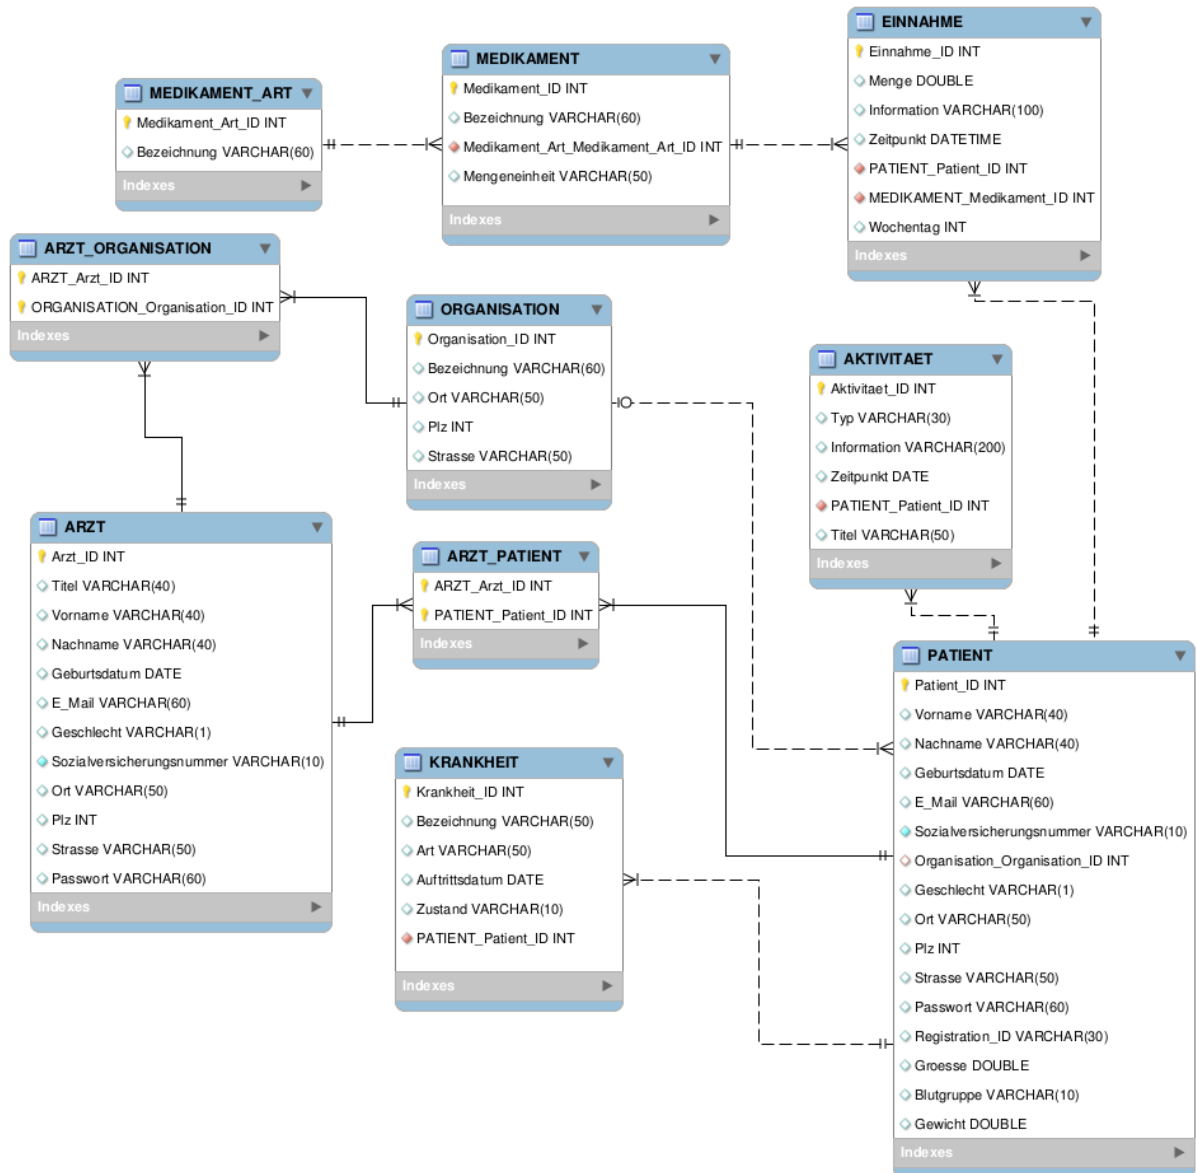 MEDIKAMENT_ART
Medikament_Art_ID INT
Bezeichnung VARCHAR(60)
Indexes
MEDIKAMENT
Medikament_ID INT
Bezeichnung VARCHAR(60)
Medikament_Art_Medikament_Art_ID INT
Mengeneinheit VARCHAR(50)
Indexes
EINNAHME
Einnahme_ID INT
Menge DOUBLE
Information VARCHAR(100)
Zeitpunkt DATETIME
PATIENT_Patient_ID INT
MEDIKAMENT_Medikament_ID INT
Wochentag INT
Indexes
ARZT_ORGANISATION
ARZT_Arzt_ID INT
ORGANISATION_Organisation_ID INT
Indexes
ORGANISATION
Organisation_ID INT
Bezeichnung VARCHAR(60)
Ort VARCHAR(50)
Plz INT
Strasse VARCHAR(50)
Indexes
AKTIVITAET
Aktivitaet_ID INT
Typ VARCHAR(30)
Information VARCHAR(200)
Zeitpunkt DATE
PATIENT_Patient_ID INT
Titel VARCHAR(50)
Indexes
ARZT
Arzt_ID INT
Titel VARCHAR(40)
Vorname VARCHAR(40)
Nachname VARCHAR(40)
Geburtsdatum DATE
E_Mail VARCHAR(60)
Geschlecht VARCHAR(1)
Sozialversicherungsnummer VARCHAR(10)
Ort VARCHAR(50)
Plz INT
Strasse VARCHAR(50)
Passwort VARCHAR(60)
Indexes
ARZT_PATIENT
ARZT_Arzt_ID INT
PATIENT_Patient_ID INT
Indexes
KRANKHEIT
Krankheit_ID INT
Bezeichnung VARCHAR(50)
Art VARCHAR(50)
Auftrittsdatum DATE
Zustand VARCHAR(10)
PATIENT_Patient_ID INT
Indexes
PATIENT
Patient_ID INT
Vorname VARCHAR(40)
Nachname VARCHAR(40)
Geburtsdatum DATE
E_Mail VARCHAR(60)
Sozialversicherungsnummer VARCHAR(10)
Organisation_Organisation_ID INT
Geschlecht VARCHAR(1)
Ort VARCHAR(50)
Plz INT
Strasse VARCHAR(50)
Passwort VARCHAR(60)
Registration_ID VARCHAR(30)
Groesse DOUBLE
Blutgruppe VARCHAR(10)
Gewicht DOUBLE
Indexes